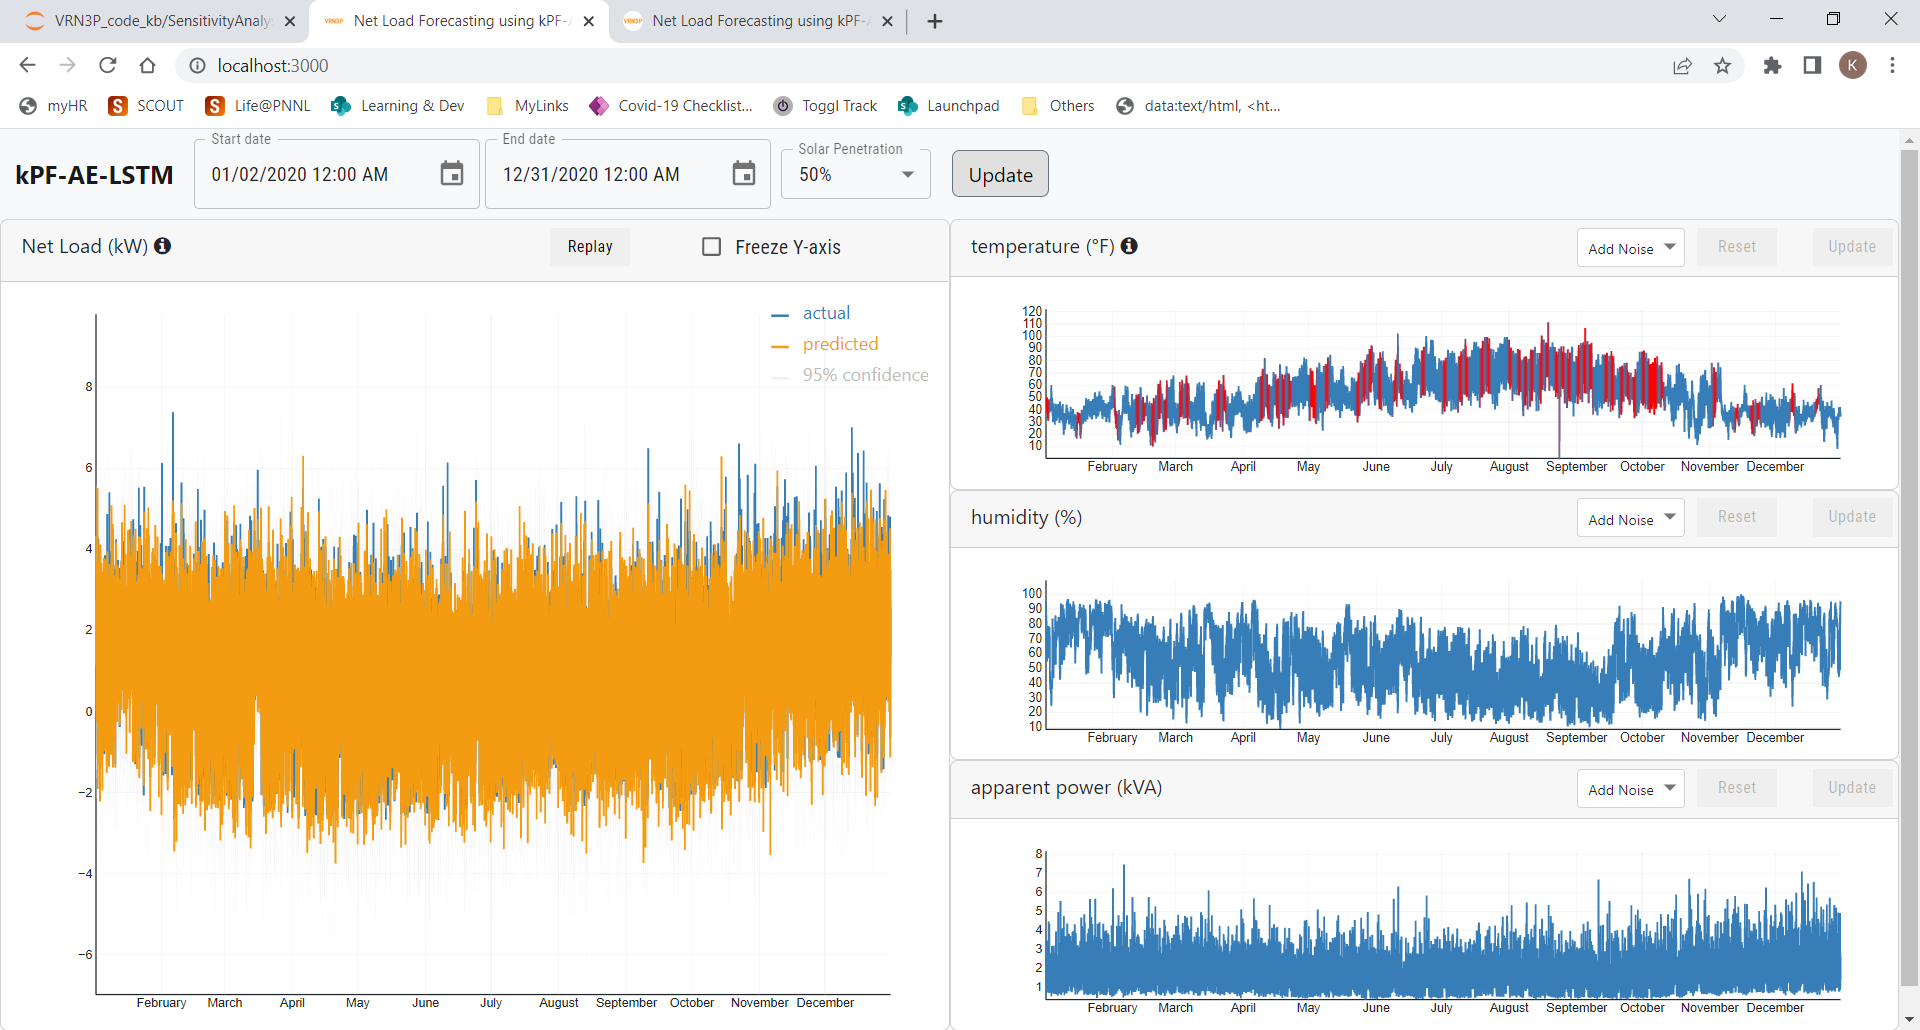 VRN3P_code_kb/SensitivityAnaly
VRN3P Net Load Forecasting using kPF-A
VRN3P Net Load Forecasting using kPF-A
localhost:3000
K
myHR SCOUT Life@PNNL Learning & Dev MyLinks Covid-19 Checklist... Toggl Track Launchpad Others data:text/html, <ht...
kPF-AE-LSTM
Start date
01/02/2020 12:00 AM
End date
12/31/2020 12:00 AM
Solar Penetration
50%
Update
Net Load (kW)
Replay
Freeze Y-axis
actual
predicted
95% confidence
8
6
4
2
0
−2
−4
−6
February March April May June July August September October November December
temperature (°F)
Add Noise
Reset
Update
120
110
100
90
80
70
60
50
40
30
20
10
February March April May June July August September October November December
humidity (%)
Add Noise
Reset
Update
100
90
80
70
60
50
40
30
20
10
February March April May June July August September October November December
apparent power (kVA)
Add Noise
Reset
Update
8
7
6
5
4
3
2
1
February March April May June July August September October November December